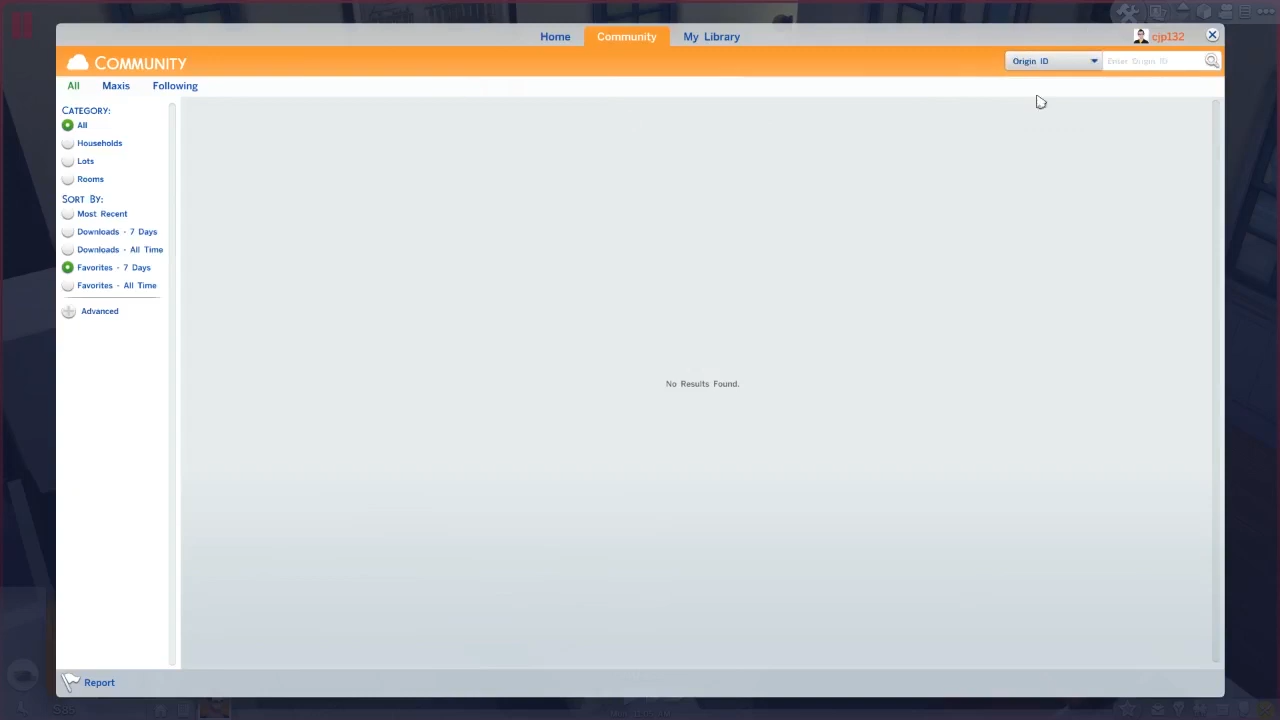 Home Community My Library cjp132
Community
Origin ID Enter Origin ID
All Maxis Following
Category:
All
Households
Lots
Rooms
Sort By:
Most Recent
Downloads - 7 Days
Downloads - All Time
Favorites - 7 Days
Favorites - All Time
Advanced
No Results Found.
Report